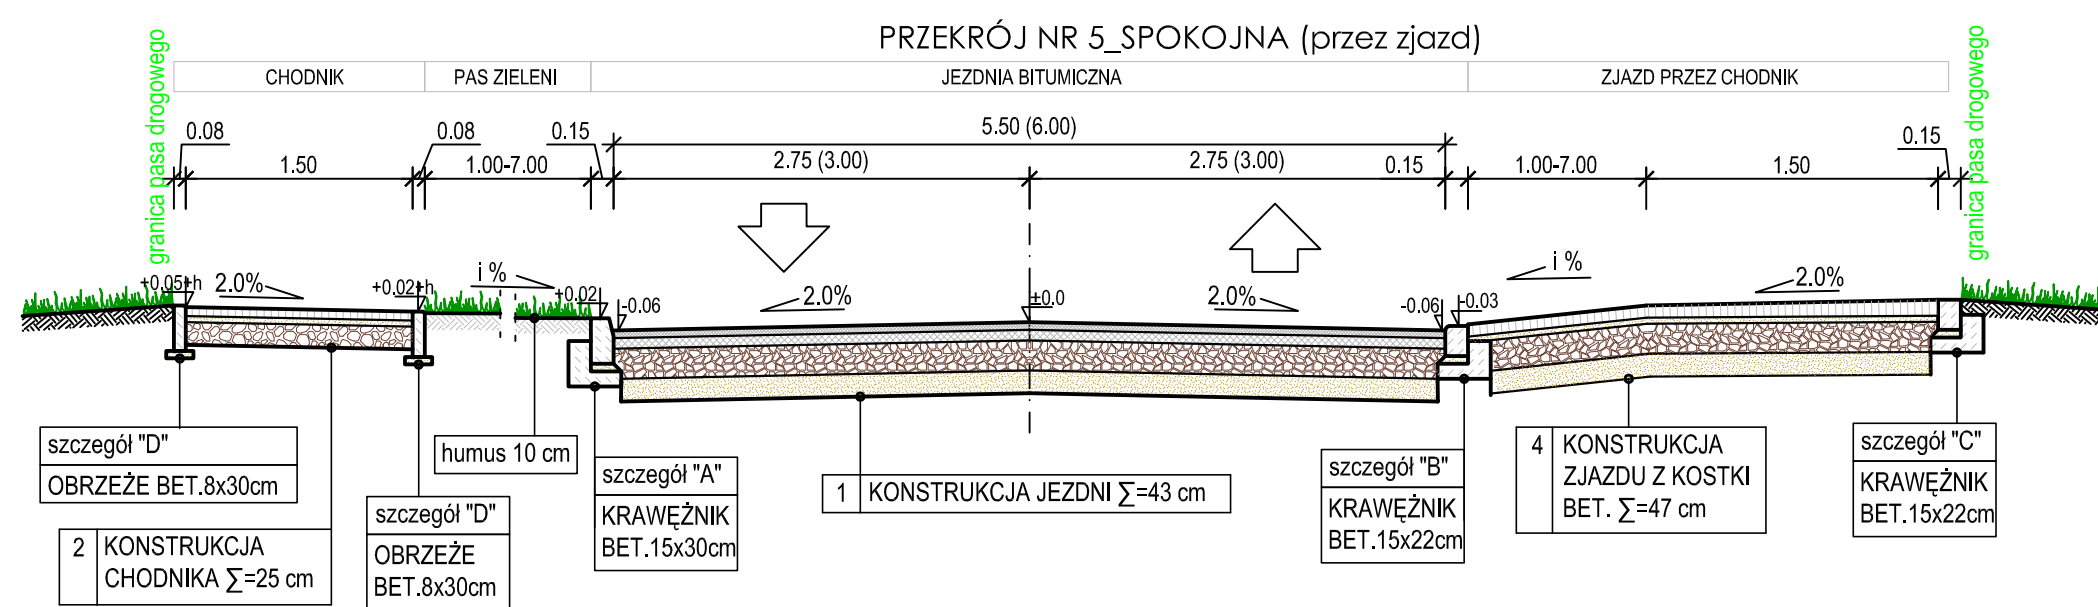 PRZEKRÓJ NR 5_SPOKOJNA (przez zjazd)
granica pasa drogowego
CHODNIK
PAS ZIELENI
JEZDNIA BITUMICZNA
ZJAZD PRZEZ CHODNIK
granica pasa drogowego
0.08
0.08
0.15
5.50 (6.00)
0.15
1.50
1.00-7.00
2.75 (3.00)
2.75 (3.00)
0.15
1.00-7.00
1.50
+0.05+h
2.0%
+0.02+h
i %
+0.02
-0.06
2.0%
±0.0
2.0%
-0.06
-0.03
i %
2.0%
szczegół "D"
OBRZEŻE BET.8x30cm
2 KONSTRUKCJA
CHODNIKA ∑=25 cm
szczegół "D"
OBRZEŻE
BET.8x30cm
humus 10 cm
szczegół "A"
KRAWĘŻNIK
BET.15x30cm
1 KONSTRUKCJA JEZDNI ∑=43 cm
szczegół "B"
KRAWĘŻNIK
BET.15x22cm
4 KONSTRUKCJA
ZJAZDU Z KOSTKI
BET. ∑=47 cm
szczegół "C"
KRAWĘŻNIK
BET.15x22cm